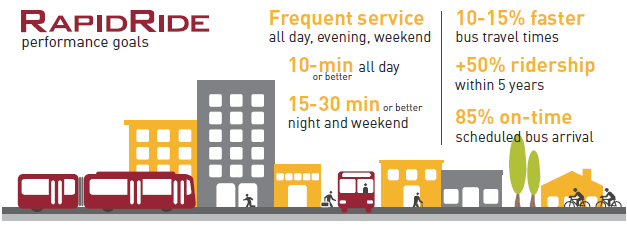 RAPIDRIDE
performance goals
Frequent service
all day, evening, weekend
10-min or better all day
15-30 min or better
night and weekend
10-15% faster
bus travel times
+50% ridership
within 5 years
85% on-time
scheduled bus arrival